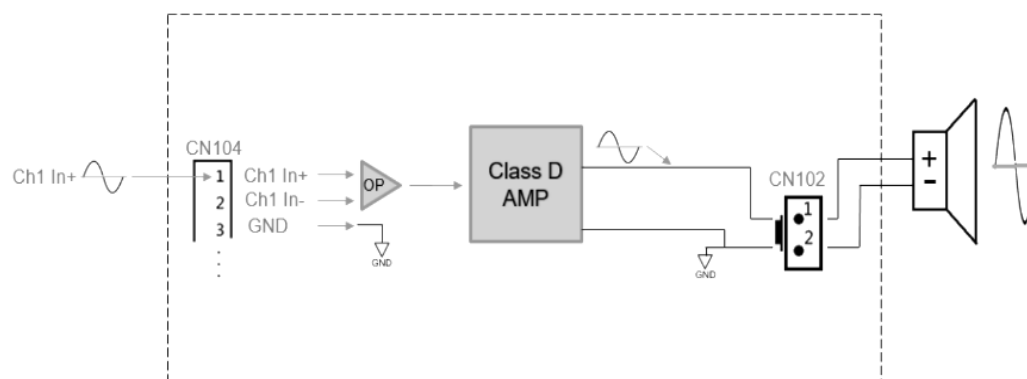 Ch1 In+
CN104
1
2
3
Ch1 In+
Ch1 In-
GND
OP
GND
Class D
AMP
GND
CN102
1
2
+
-